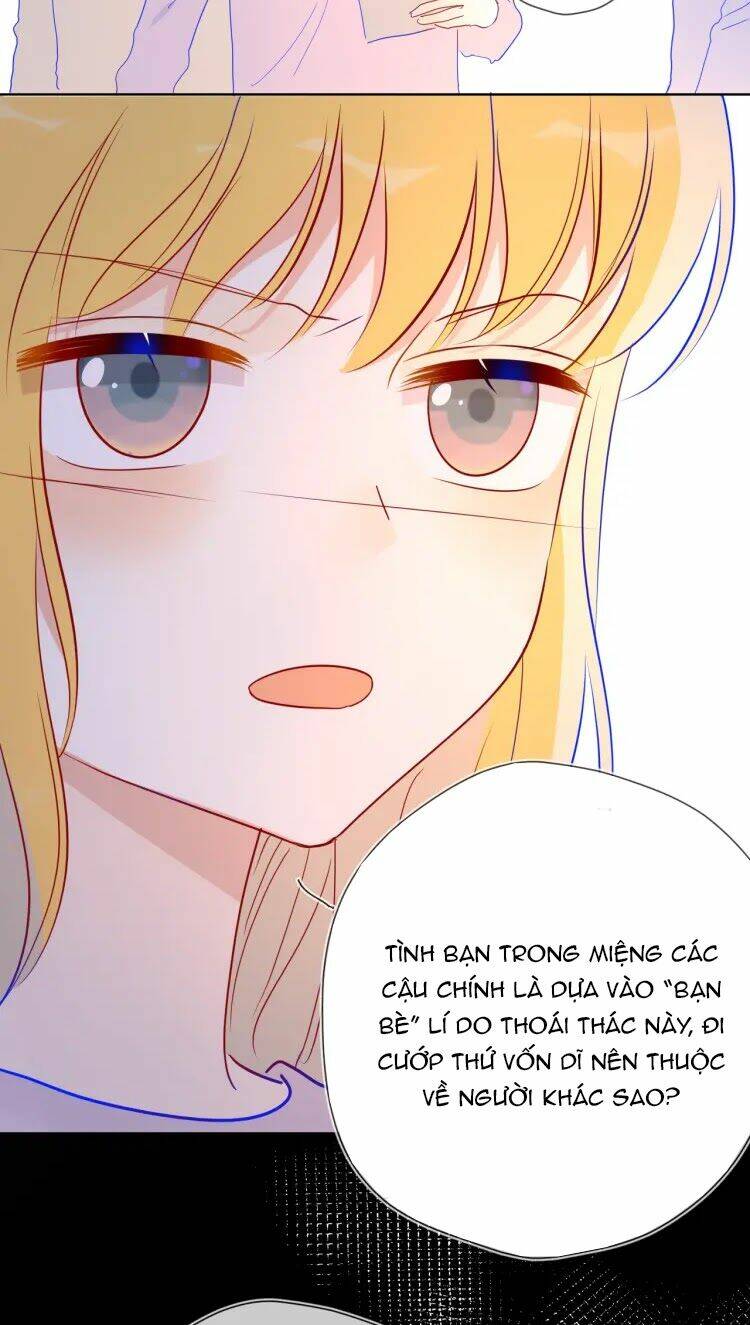 TÌNH BẠN TRONG MIỆNG CÁC
CẬU CHÍNH LÀ DỰA VÀO “BẠN
BÈ” LÍ DO THOÁI THÁC NÀY, ĐI
CƯỚP THỨ VỐN DĨ NÊN THUỘC
VỀ NGƯỜI KHÁC SAO?